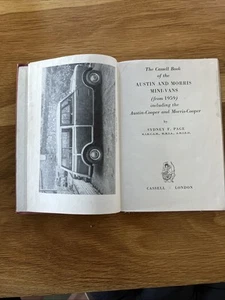 The Cassell Book
of the
AUSTIN AND MORRIS
MINI-VANS
(from 1959)
including the
Austin-Cooper and Morris-Cooper
by
SYDNEY F. PAGE
CASSELL · LONDON